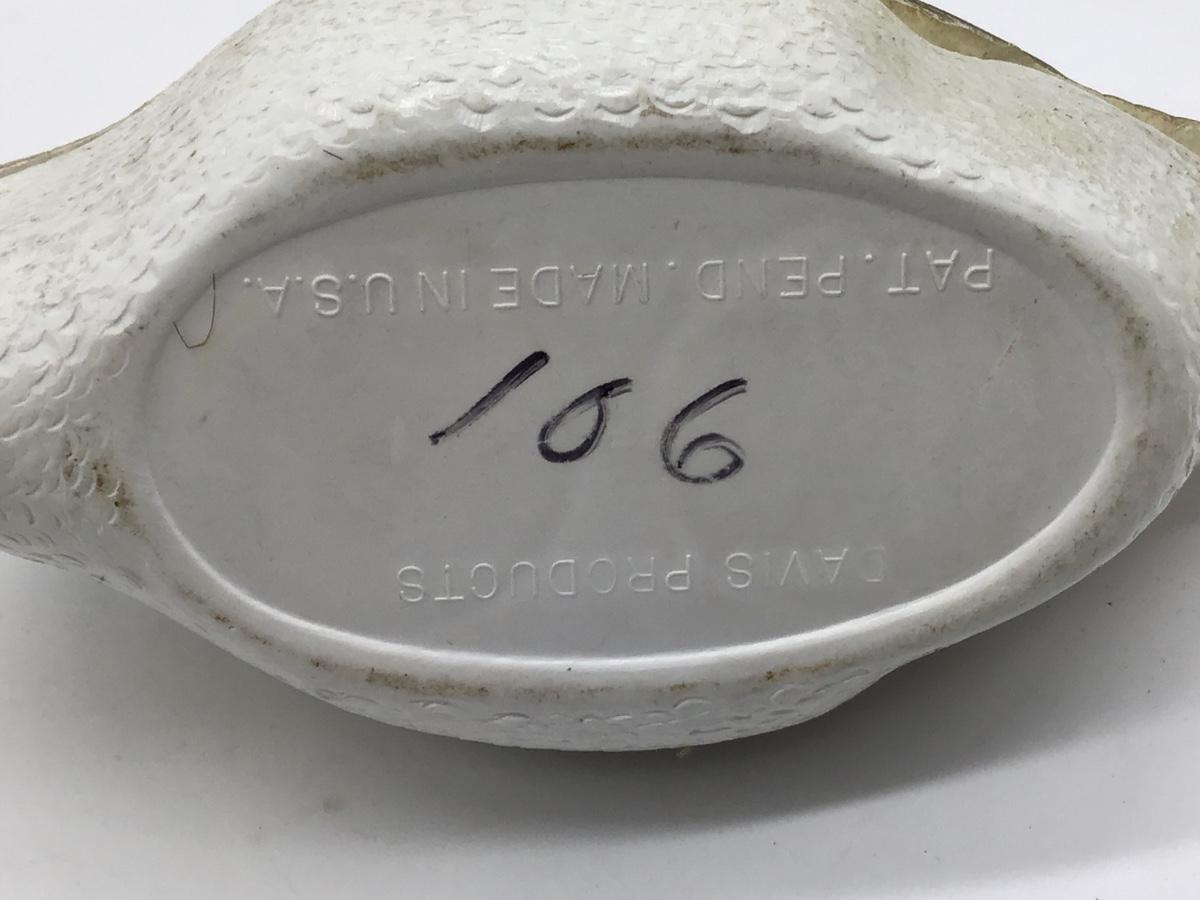 PAT. PEND. MADE IN U.S.A.
106
DAVIS PRODUCTS